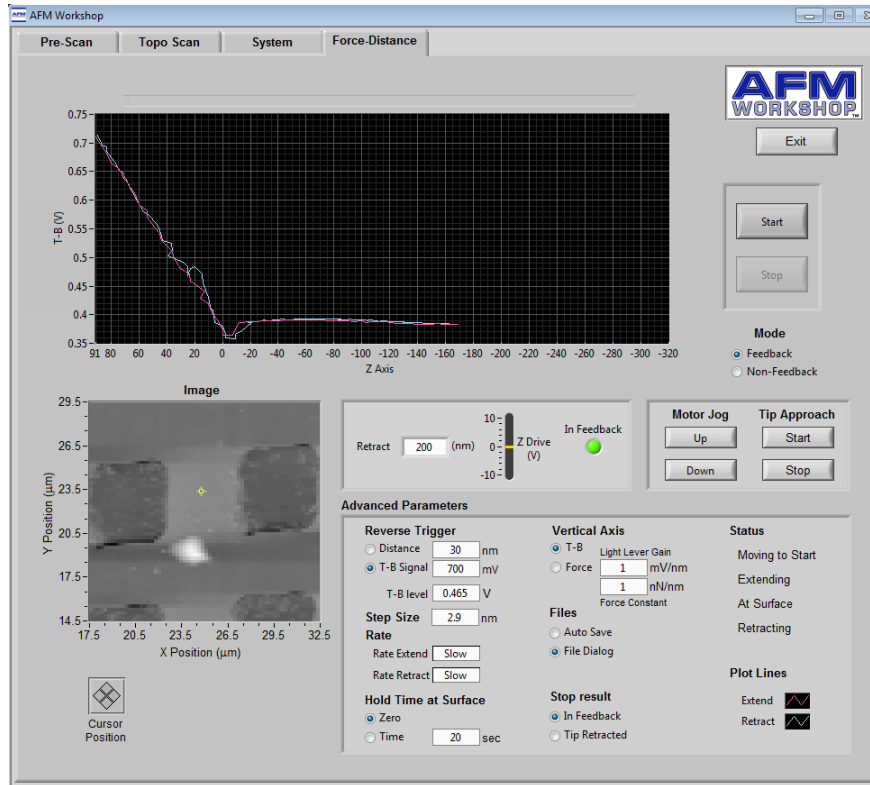 AFM Workshop
Pre-Scan Topo Scan System Force-Distance
AFM
WORKSHOP™
Exit
Start
Stop
Mode
Feedback
Non-Feedback
T-B (V)
0.75
0.7
0.65
0.6
0.55
0.5
0.45
0.4
0.35
91 80 60 40 20 0 -20 -40 -60 -80 -100 -120 -140 -160 -180 -200 -220 -240 -260 -280 -300 -320
Z Axis
Image
Y Position (µm)
29.5
26.5
23.5
20.5
17.5
14.5
17.5 20.5 23.5 26.5 29.5 32.5
X Position (µm)
Cursor
Position
Retract 200 (nm)
10
0
-10
Z Drive
(V)
In Feedback
Motor Jog Tip Approach
Up Start
Down Stop
Advanced Parameters
Reverse Trigger
Distance 30 nm
T-B Signal 700 mV
T-B level 0.465 V
Step Size 2.9 nm
Rate
Rate Extend Slow
Rate Retract Slow
Hold Time at Surface
Zero
Time 20 sec
Vertical Axis
T-B Light Lever Gain
Force 1 mV/nm
1 nN/nm
Force Constant
Files
Auto Save
File Dialog
Stop result
In Feedback
Tip Retracted
Status
Moving to Start
Extending
At Surface
Retracting
Plot Lines
Extend
Retract